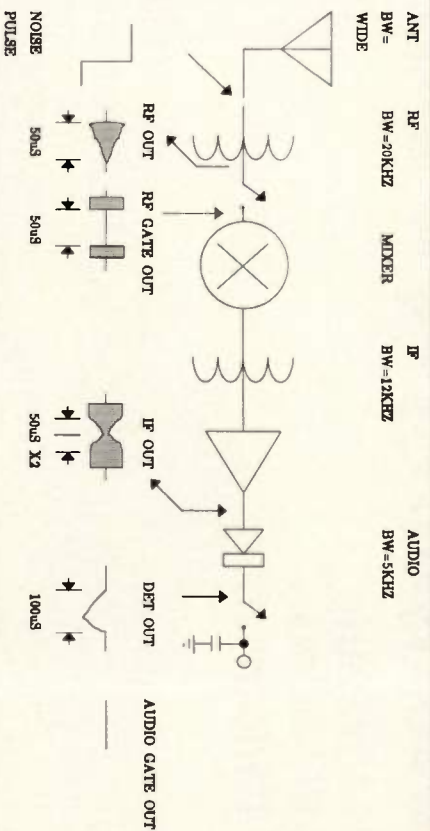 ANT
BW=
WIDE
RF
BW=20KHZ
MIXER
IF
BW=12KHZ
AUDIO
BW=5KHZ
NOISE
PULSE
RF OUT
50uS
RF GATE OUT
50uS
IF OUT
50uS X2
DET OUT
100uS
AUDIO GATE OUT